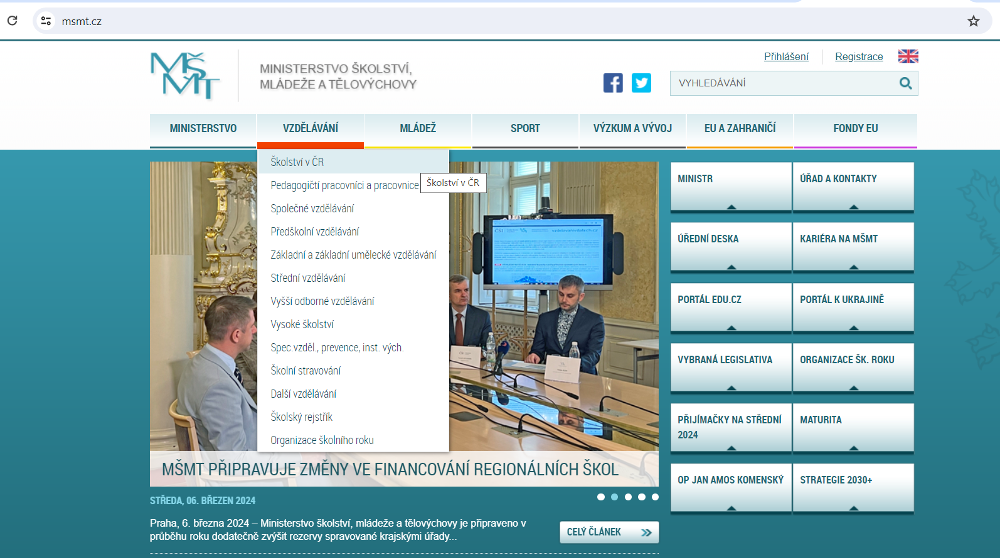 msmt.cz
MŠMT
MINISTERSTVO ŠKOLSTVÍ,
MLÁDEŽE A TĚLOVÝCHOVY
Přihlášení
Registrace
VYHLEDÁVÁNÍ
MINISTERSTVO
VZDĚLÁVÁNÍ
MLÁDEŽ
SPORT
VÝZKUM A VÝVOJ
EU A ZAHRANIČÍ
FONDY EU
Školství v ČR
Pedagogičtí pracovníci a pracovnice
Společné vzdělávání
Předškolní vzdělávání
Základní a základní umělecké vzdělávání
Střední vzdělávání
Vyšší odborné vzdělávání
Vysoké školství
Spec.vzděl., prevence, inst. vých.
Školní stravování
Další vzdělávání
Školský rejstřík
Organizace školního roku
Školství v ČR
MŠMT PŘIPRAVUJE ZMĚNY VE FINANCOVÁNÍ REGIONÁLNÍCH ŠKOL
STŘEDA, 06. BŘEZEN 2024
Praha, 6. března 2024 – Ministerstvo školství, mládeže a tělovýchovy je připraveno v
průběhu roku dodatečně zvýšit rezervy spravované krajskými úřady...
CELÝ ČLÁNEK
MINISTR
ÚŘAD A KONTAKTY
ÚŘEDNÍ DESKA
KARIÉRA NA MŠMT
PORTÁL EDU.CZ
PORTÁL K UKRAJINĚ
VYBRANÁ LEGISLATIVA
ORGANIZACE ŠK. ROKU
PŘIJÍMAČKY NA STŘEDNÍ
2024
MATURITA
OP JAN AMOS KOMENSKÝ
STRATEGIE 2030+